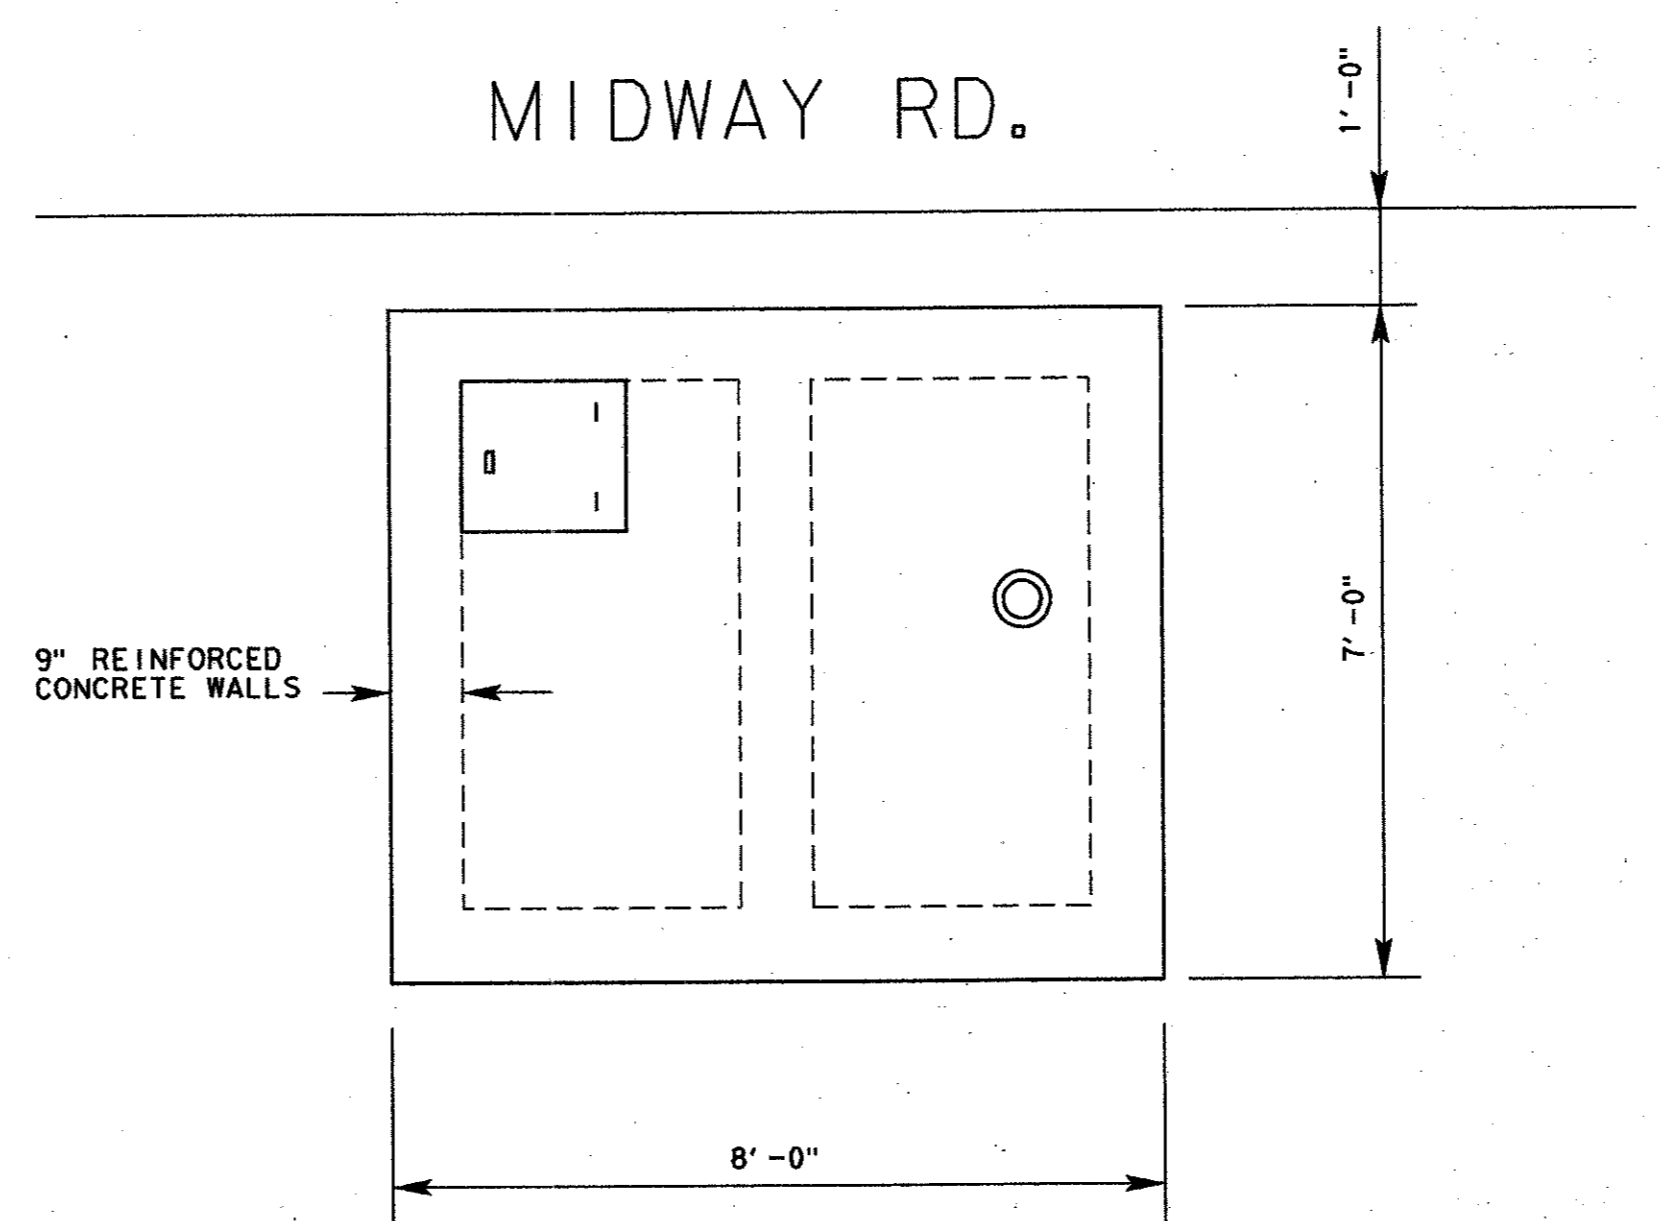 MIDWAY RD.
1'-0"
9" REINFORCED
CONCRETE WALLS
7'-0"
8'-0"